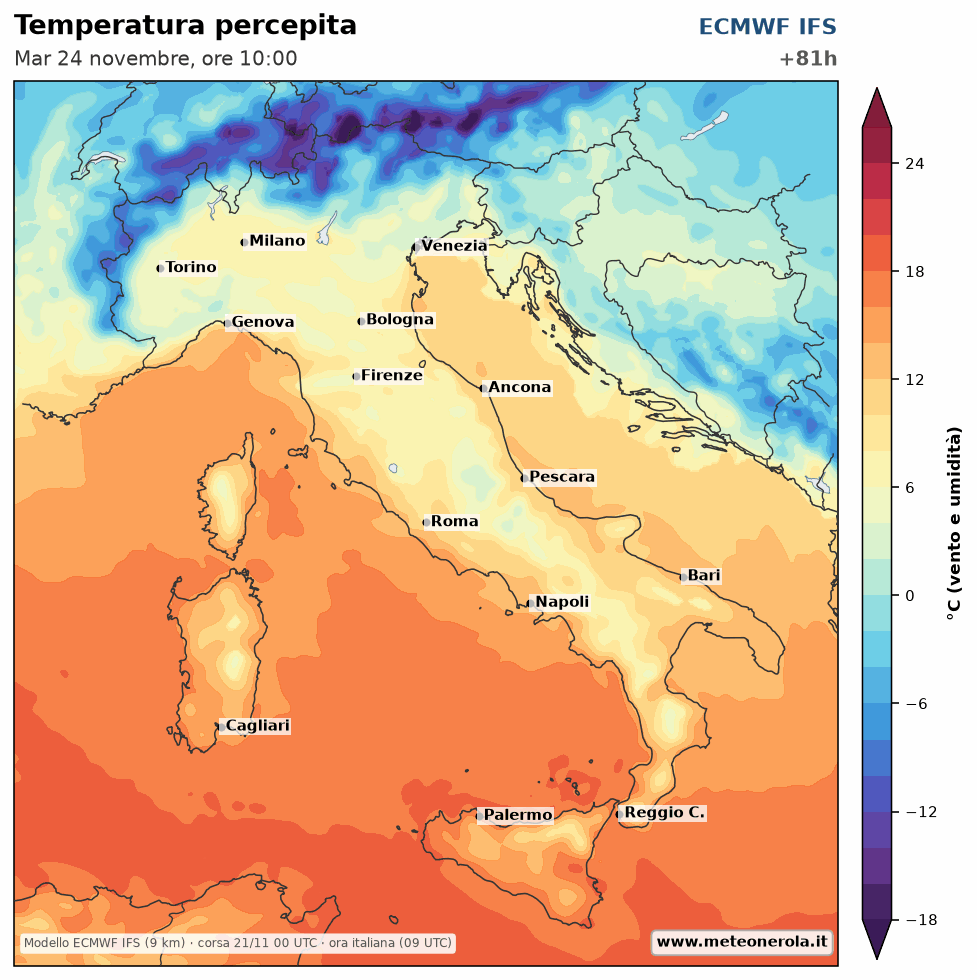 Temperatura percepita
ECMWF IFS
Mar 24 novembre, ore 10:00
+81h
Milano
Venezia
Torino
Genova
Bologna
Firenze
Ancona
Pescara
Roma
Bari
Napoli
Cagliari
Palermo
Reggio C.
24
18
12
6
0
−6
−12
−18
°C (vento e umidità)
Modello ECMWF IFS (9 km) · corsa 21/11 00 UTC · ora italiana (09 UTC)
www.meteonerola.it